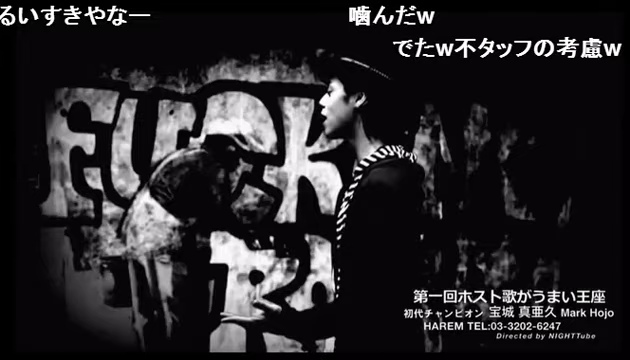 るいすきやなー
噛んだw
でたw不タッフの考慮w
FUCK
第一回ホスト歌がうまい王座
初代チャンピオン 宝城 真亜久 Mark Hojo
HAREM TEL:03-3202-6247
Directed by NIGHTTube